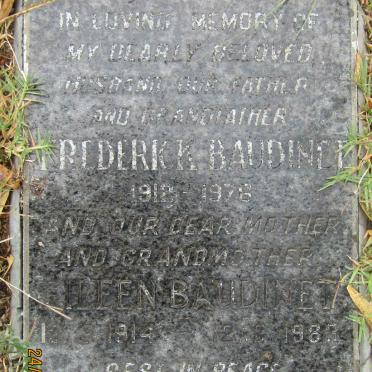 IN LOVING MEMORY OF
MY DEARLY BELOVED
HUSBAND OUR FATHER
AND GRANDFATHER
FREDERICK BAUDINET
1918 - 1978
AND OUR DEAR MOTHER
AND GRANDMOTHER
EILEEN BAUDINET
1914
REST IN PEACE